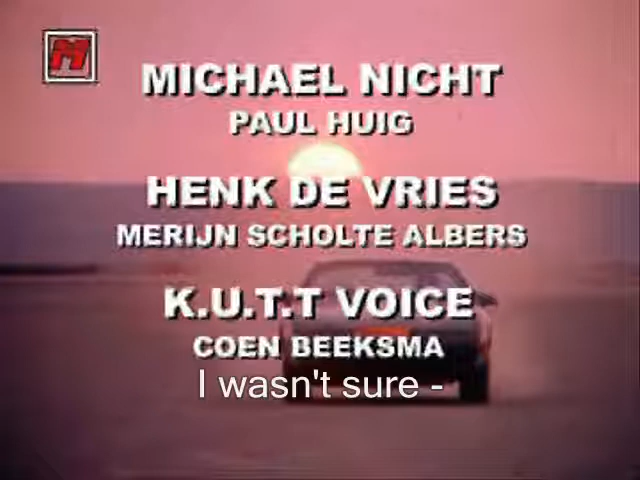 M
MICHAEL NICHT
PAUL HUIG
HENK DE VRIES
MERIJN SCHOLTE ALBERS
K.U.T.T VOICE
COEN BEEKSMA
I wasn't sure -